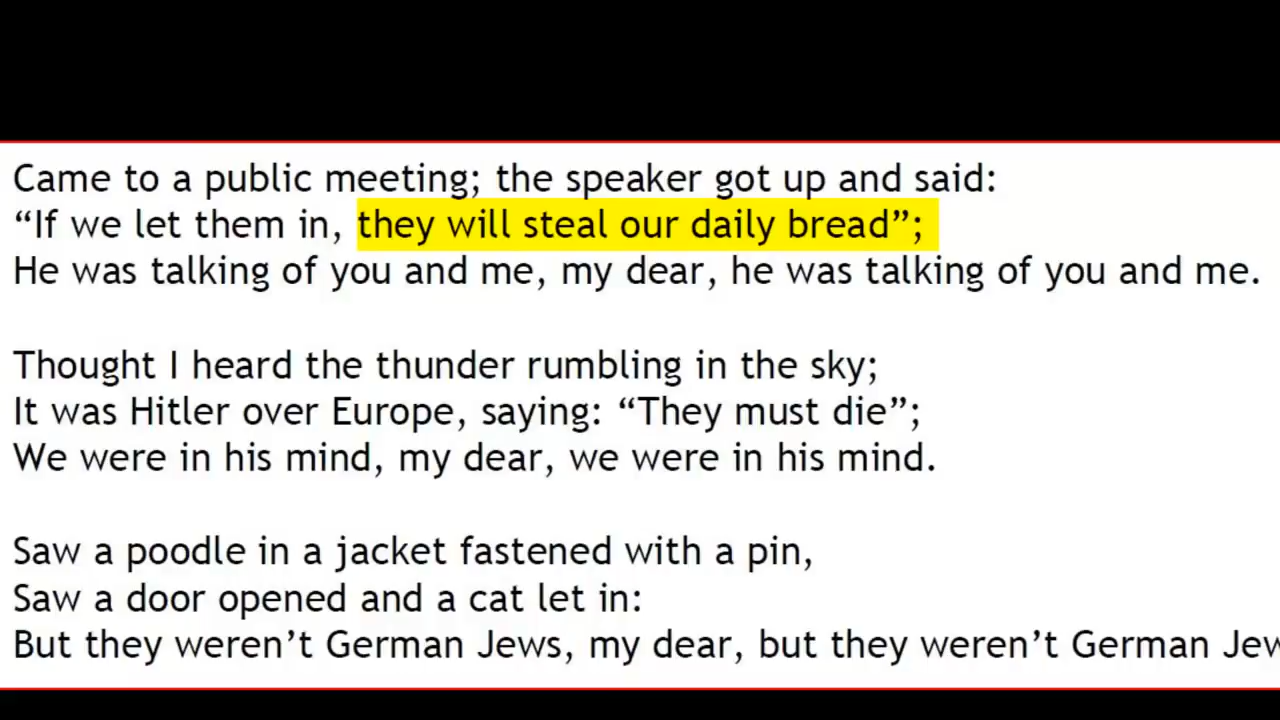 Came to a public meeting; the speaker got up and said:
“If we let them in, they will steal our daily bread”;
He was talking of you and me, my dear, he was talking of you and me.
Thought I heard the thunder rumbling in the sky;
It was Hitler over Europe, saying: “They must die”;
We were in his mind, my dear, we were in his mind.
Saw a poodle in a jacket fastened with a pin,
Saw a door opened and a cat let in:
But they weren’t German Jews, my dear, but they weren’t German